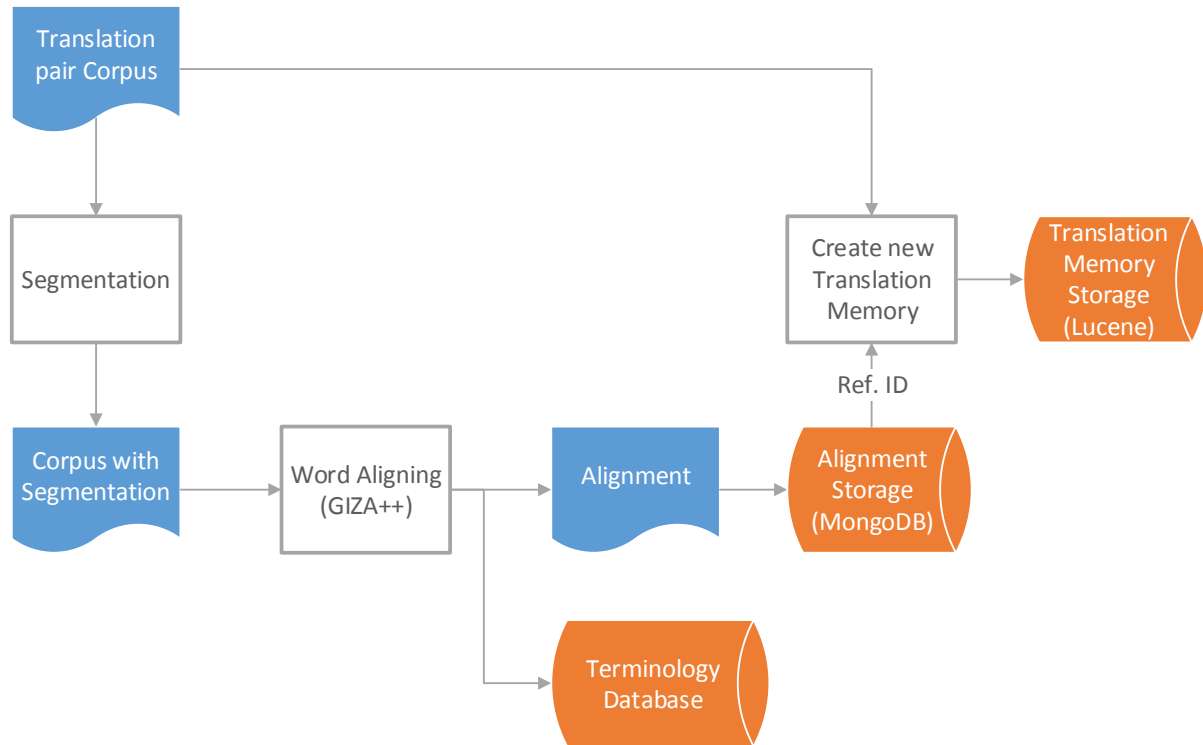 Translation
pair Corpus
Segmentation
Create new
Translation
Memory
Translation
Memory
Storage
(Lucene)
Ref. ID
Corpus with
Segmentation
Word Aligning
(GIZA++)
Alignment
Alignment
Storage
(MongoDB)
Terminology
Database